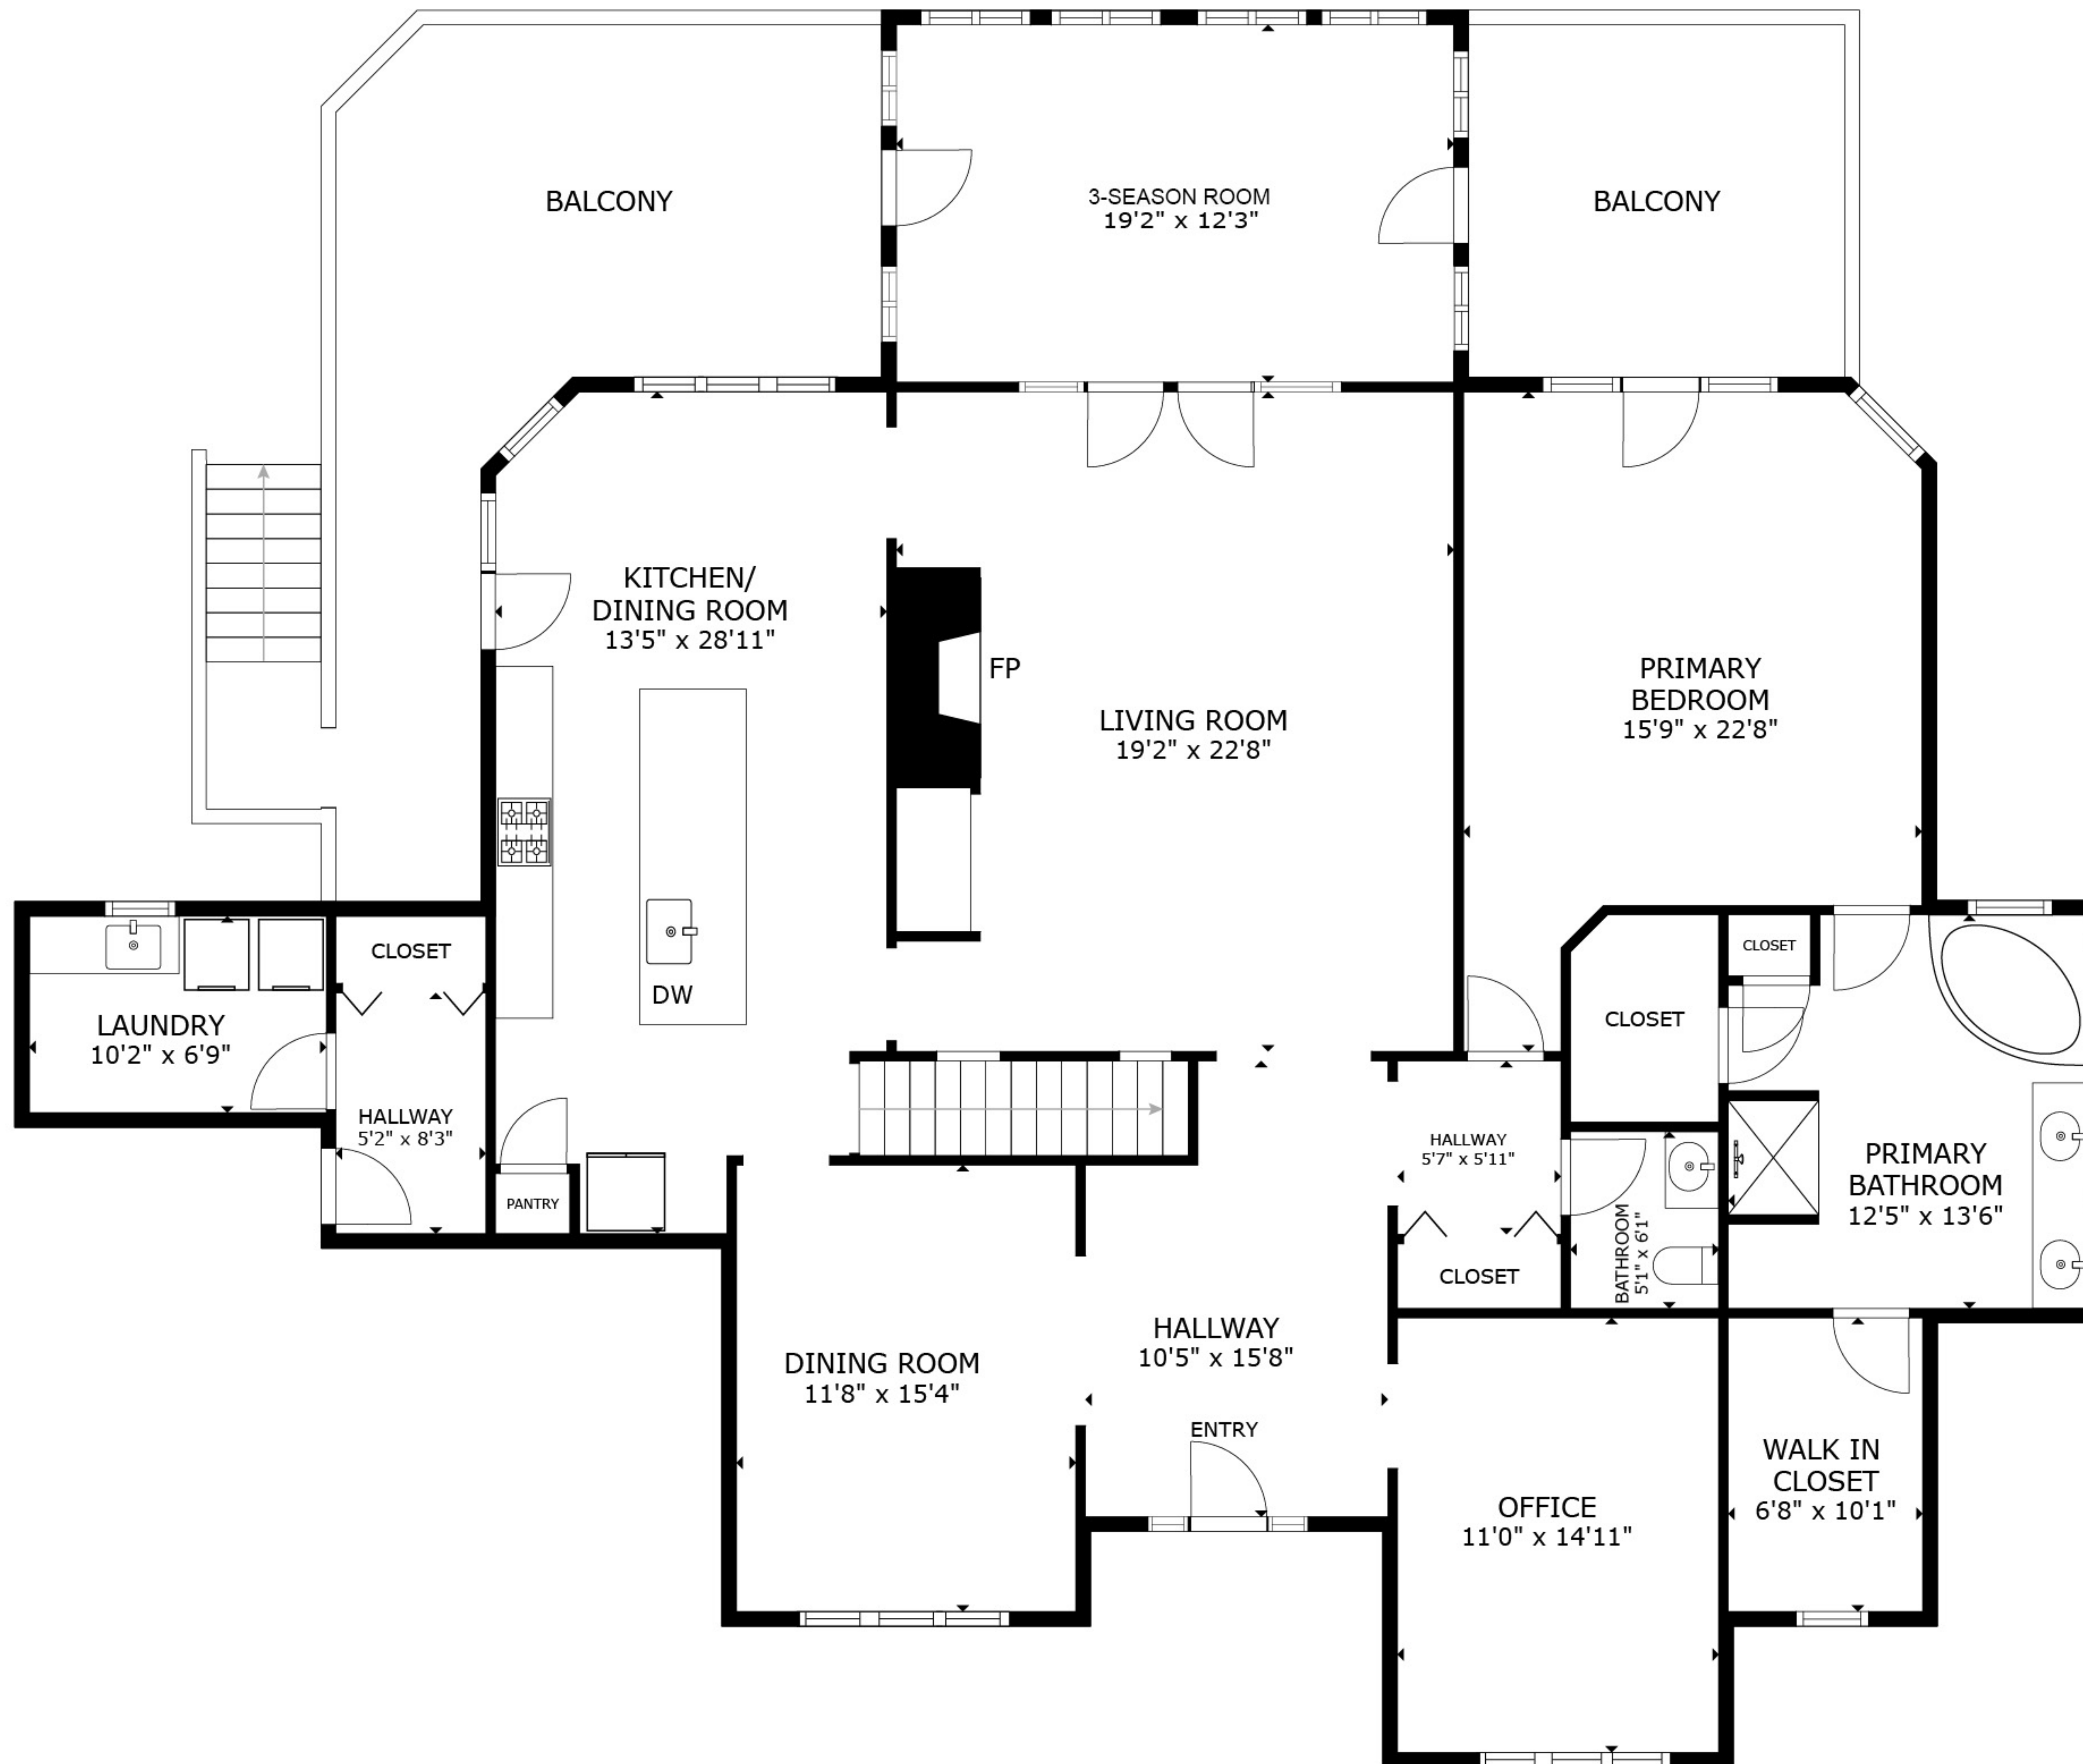 BALCONY
3-SEASON ROOM
19'2" x 12'3"
BALCONY
KITCHEN/
DINING ROOM
13'5" x 28'11"
FP
LIVING ROOM
19'2" x 22'8"
PRIMARY
BEDROOM
15'9" x 22'8"
CLOSET
LAUNDRY
10'2" x 6'9"
HALLWAY
5'2" x 8'3"
DW
PANTRY
CLOSET
CLOSET
HALLWAY
5'7" x 5'11"
CLOSET
BATHROOM
5'1" x 6'1"
PRIMARY
BATHROOM
12'5" x 13'6"
DINING ROOM
11'8" x 15'4"
HALLWAY
10'5" x 15'8"
ENTRY
OFFICE
11'0" x 14'11"
WALK IN
CLOSET
6'8" x 10'1"